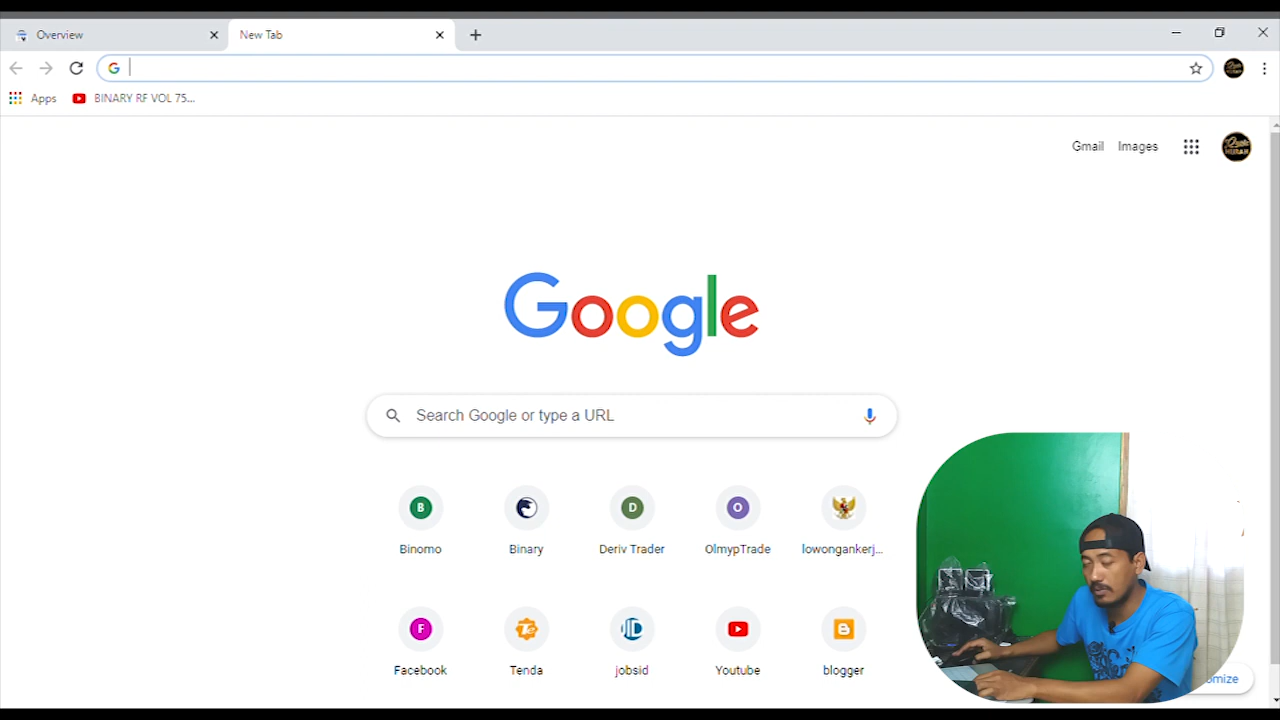 Overview
New Tab
Apps
BINARY RF VOL 75...
Gmail
Images
Google
Search Google or type a URL
B
D
O
Binomo
Binary
Deriv Trader
OlmypTrade
lowongankerj...
F
Facebook
Tenda
jobsid
Youtube
blogger
omize